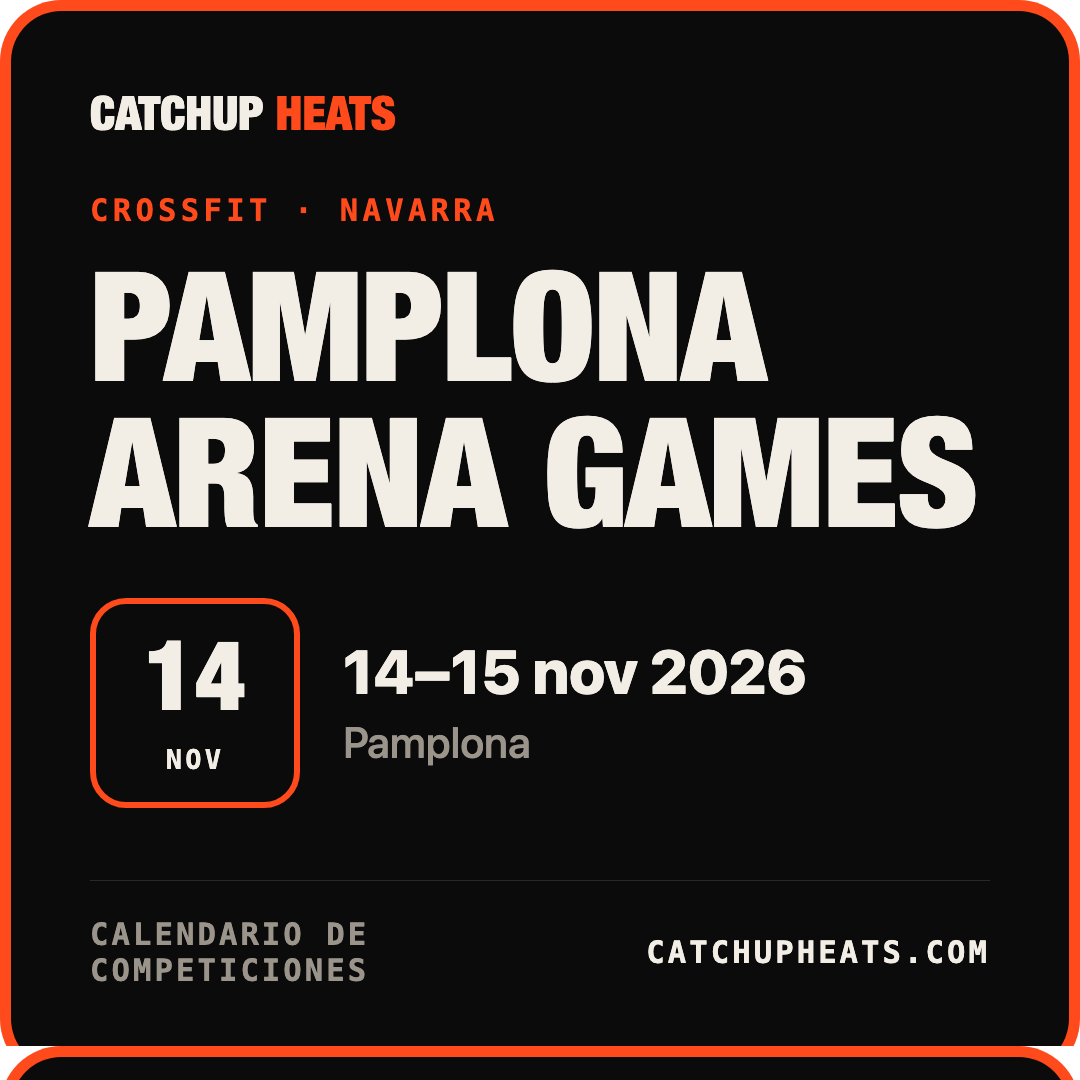 CATCHUP HEATS
CROSSFIT · NAVARRA
PAMPLONA
ARENA GAMES
14
NOV
14–15 nov 2026
Pamplona
CALENDARIO DE
COMPETICIONES
CATCHUPHEATS.COM